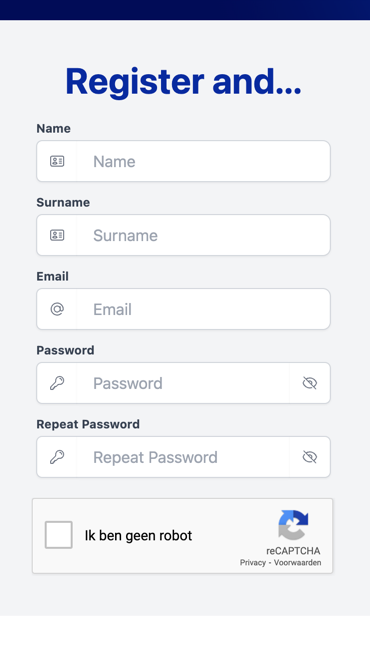 Register and...
Name
Name
Surname
Surname
Email
Email
Password
Password
Repeat Password
Repeat Password
Ik ben geen robot
reCAPTCHA
Privacy - Voorwaarden